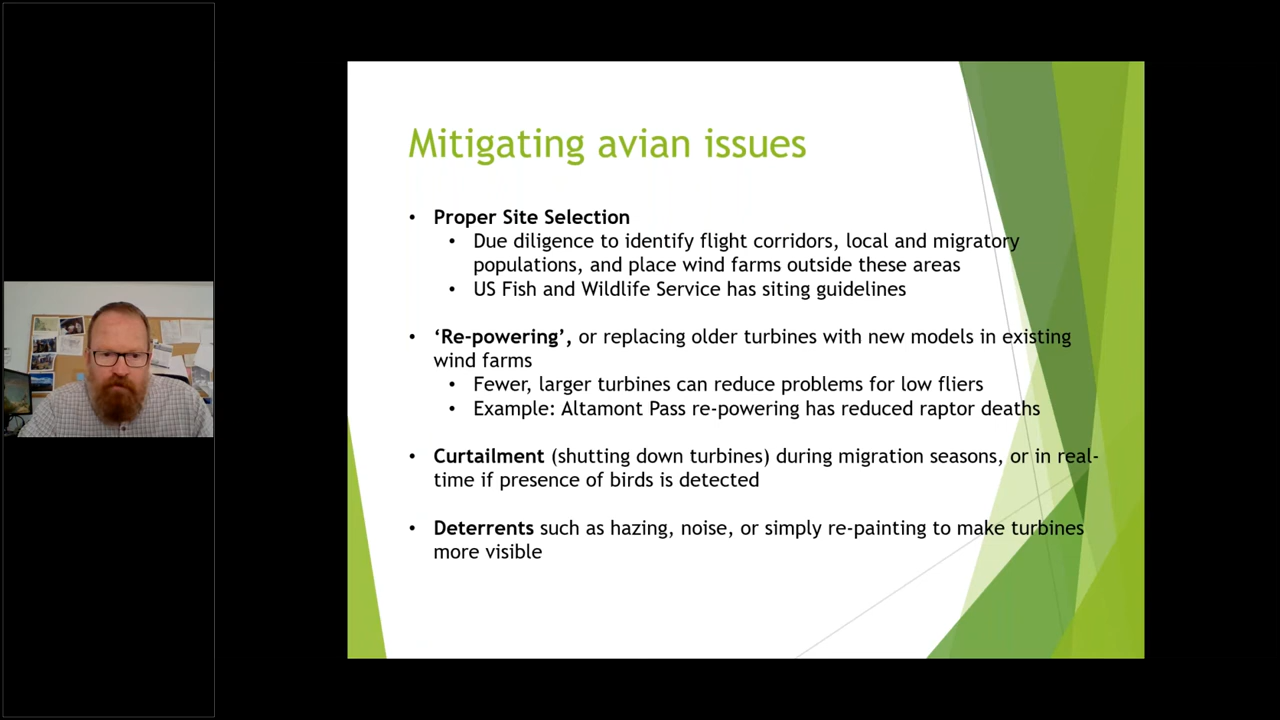 Mitigating avian issues
• Proper Site Selection
• Due diligence to identify flight corridors, local and migratory
populations, and place wind farms outside these areas
• US Fish and Wildlife Service has siting guidelines
• ‘Re-powering’, or replacing older turbines with new models in existing
wind farms
• Fewer, larger turbines can reduce problems for low fliers
• Example: Altamont Pass re-powering has reduced raptor deaths
• Curtailment (shutting down turbines) during migration seasons, or in real-
time if presence of birds is detected
• Deterrents such as hazing, noise, or simply re-painting to make turbines
more visible